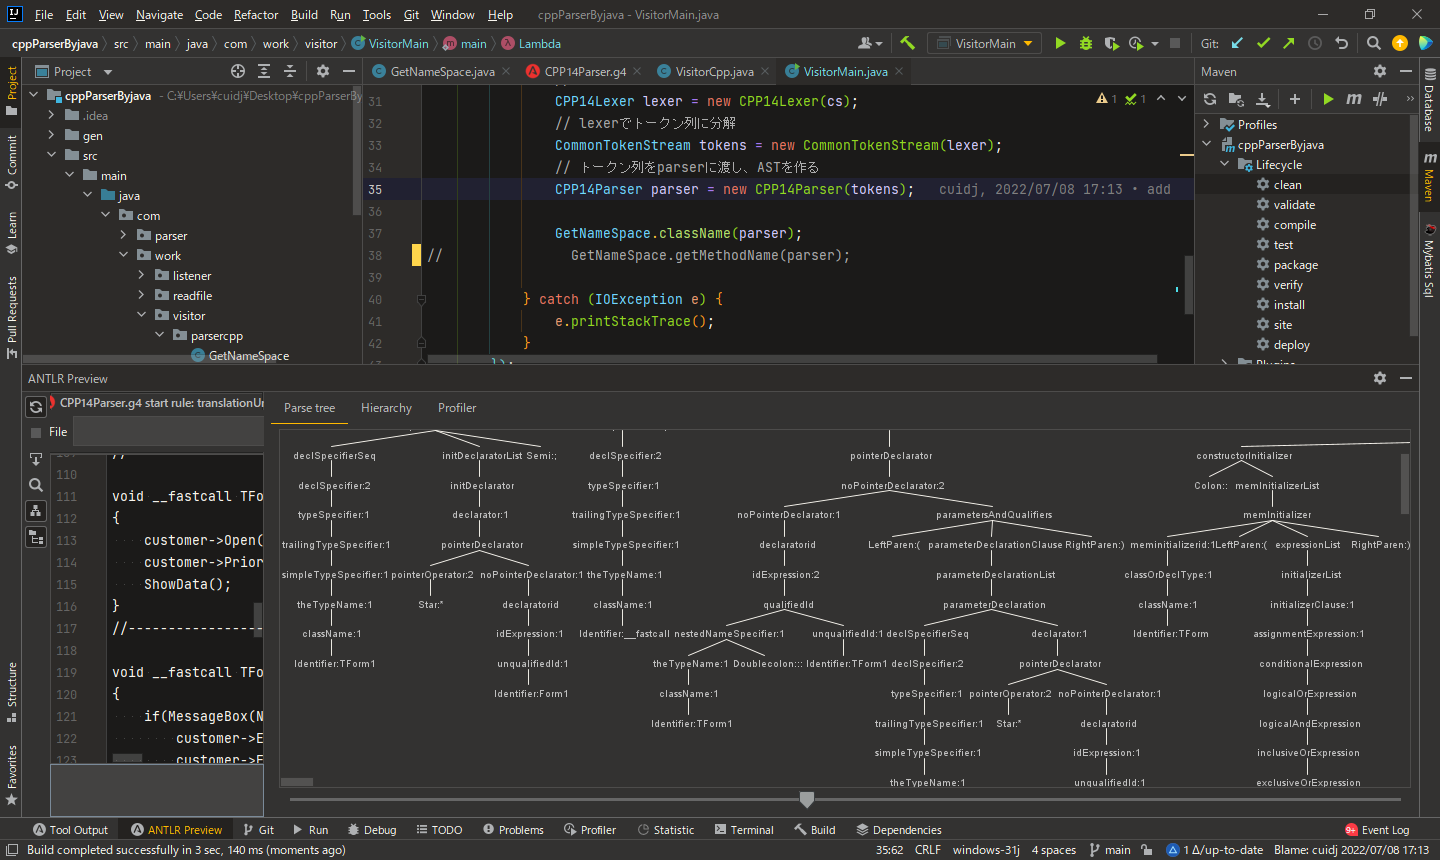 File Edit View Navigate Code Refactor Build Run Tools Git Window Help cppParserByjava - VisitorMain.java
cppParserByjava src main java com work visitor VisitorMain main Lambda
VisitorMain Git:
Project
GetNameSpace.java CPP14Parser.g4 VisitorCpp.java VisitorMain.java
Maven
cppParserByjava - C:¥Users¥cuidj¥Desktop¥cppParserBy
.idea
gen
src
main
java
com
parser
work
listener
readfile
visitor
parsercpp
GetNameSpace
31 CPP14Lexer lexer = new CPP14Lexer(cs);
32 // lexerでトークン列に分解
33 CommonTokenStream tokens = new CommonTokenStream(lexer);
34 // トークン列をparserに渡し、ASTを作る
35 CPP14Parser parser = new CPP14Parser(tokens); cuidj, 2022/07/08 17:13 • add
36
37 GetNameSpace.className(parser);
38 // GetNameSpace.getMethodName(parser);
39
40 } catch (IOException e) {
41 e.printStackTrace();
42 }
1 1
Profiles
cppParserByjava
Lifecycle
clean
validate
compile
test
package
verify
install
site
deploy
Project
Commit
Learn
Pull Requests
Structure
Favorites
Database
Maven
Mybatis Sql
ANTLR Preview
CPP14Parser.g4 start rule: translationUn
File
110
111 void __fastcall TFo
112 {
113 customer->Open(
114 customer->Prior
115 ShowData();
116 }
117 //-----------------
118
119 void __fastcall TFo
120 {
121 if(MessageBox(N
122 customer->E
123 customer->E
Parse tree Hierarchy Profiler
declSpecifierSeq initDeclaratorList Semi:; declSpecifier:2 pointerDeclarator constructorInitializer
declSpecifier:2 initDeclarator typeSpecifier:1 noPointerDeclarator:2 Colon:: memInitializerList
typeSpecifier:1 declarator:1 trailingTypeSpecifier:1 noPointerDeclarator:1 parametersAndQualifiers memInitializer
trailingTypeSpecifier:1 pointerDeclarator simpleTypeSpecifier:1 declaratorid LeftParen:( parameterDeclarationClause RightParen:) meminitializerid:1 LeftParen:( expressionList RightParen:)
simpleTypeSpecifier:1 pointerOperator:2 noPointerDeclarator:1 theTypeName:1 idExpression:2 parameterDeclarationList classOrDeclType:1 initializerList
theTypeName:1 Star:* declaratorid className:1 qualifiedId parameterDeclaration className:1 initializerClause:1
className:1 idExpression:1 Identifier:__fastcall nestedNameSpecifier:1 unqualifiedId:1 declSpecifierSeq declarator:1 Identifier:TForm assignmentExpression:1
Identifier:TForm1 unqualifiedId:1 theTypeName:1 Doublecolon::: Identifier:TForm1 declSpecifier:2 pointerDeclarator conditionalExpression
Identifier:Form1 className:1 typeSpecifier:1 pointerOperator:2 noPointerDeclarator:1 logicalOrExpression
Identifier:TForm1 trailingTypeSpecifier:1 Star:* declaratorid logicalAndExpression
simpleTypeSpecifier:1 idExpression:1 inclusiveOrExpression
theTypeName:1 unqualifiedId:1 exclusiveOrExpression
Tool Output ANTLR Preview Git Run Debug TODO Problems Profiler Statistic Terminal Build Dependencies 9+ Event Log
Build completed successfully in 3 sec, 140 ms (moments ago) 35:62 CRLF windows-31j 4 spaces main 1 Δ/up-to-date Blame: cuidj 2022/07/08 17:13